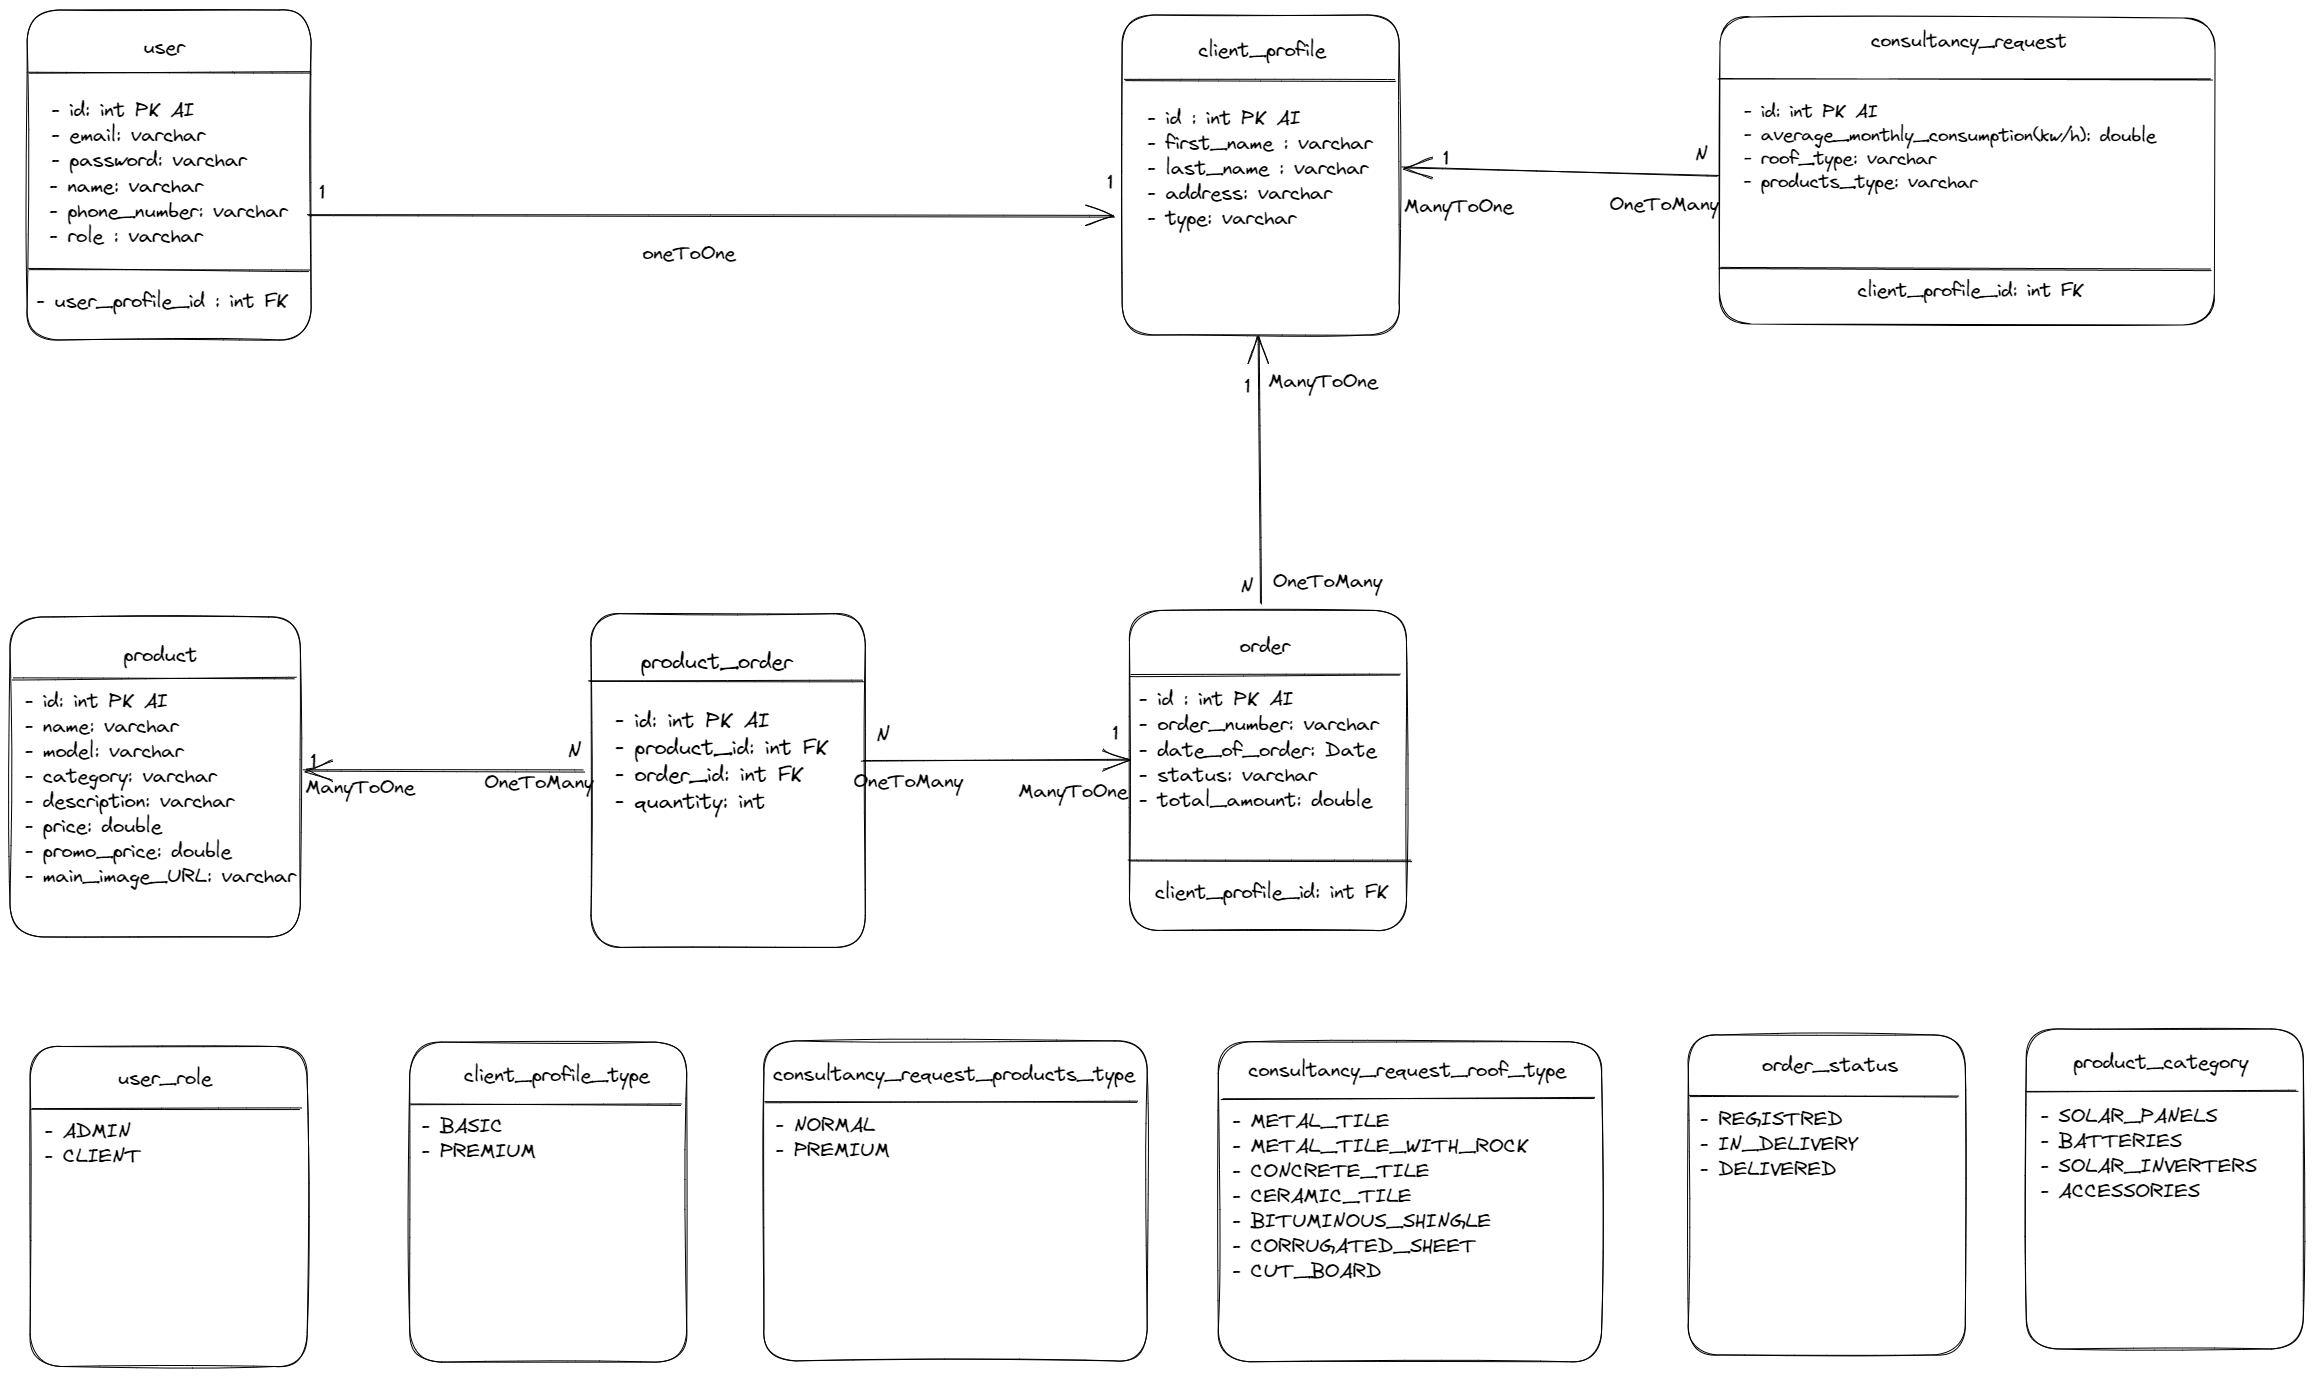 user
- id: int PK AI
- email: varchar
- password: varchar
- name: varchar
- phone_number: varchar
- role : varchar
- user_profile_id : int FK
1
oneToOne
1
client_profile
- id : int PK AI
- first_name : varchar
- last_name : varchar
- address: varchar
- type: varchar
1
ManyToOne
N
OneToMany
consultancy_request
- id: int PK AI
- average_monthly_consumption(kw/h): double
- roof_type: varchar
- products_type: varchar
client_profile_id: int FK
1 ManyToOne
N OneToMany
product
- id: int PK AI
- name: varchar
- model: varchar
- category: varchar
- description: varchar
- price: double
- promo_price: double
- main_image_URL: varchar
1
ManyToOne
N
OneToMany
product_order
- id: int PK AI
- product_id: int FK
- order_id: int FK
- quantity: int
N
OneToMany
1
ManyToOne
order
- id : int PK AI
- order_number: varchar
- date_of_order: Date
- status: varchar
- total_amount: double
client_profile_id: int FK
user_role
- ADMIN
- CLIENT
client_profile_type
- BASIC
- PREMIUM
consultancy_request_products_type
- NORMAL
- PREMIUM
consultancy_request_roof_type
- METAL_TILE
- METAL_TILE_WITH_ROCK
- CONCRETE_TILE
- CERAMIC_TILE
- BITUMINOUS_SHINGLE
- CORRUGATED_SHEET
- CUT_BOARD
order_status
- REGISTRED
- IN_DELIVERY
- DELIVERED
product_category
- SOLAR_PANELS
- BATTERIES
- SOLAR_INVERTERS
- ACCESSORIES